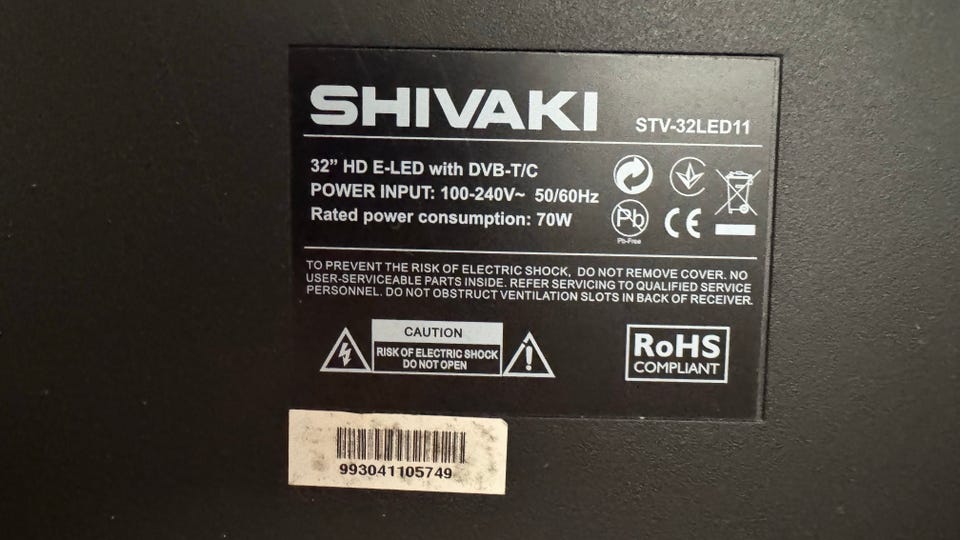 SHIVAKI
STV-32LED11
32” HD E-LED with DVB-T/C
POWER INPUT: 100-240V~ 50/60Hz
Rated power consumption: 70W
Pb
Pb-Free
CE
TO PREVENT THE RISK OF ELECTRIC SHOCK, DO NOT REMOVE COVER. NO
USER-SERVICEABLE PARTS INSIDE. REFER SERVICING TO QUALIFIED SERVICE
PERSONNEL. DO NOT OBSTRUCT VENTILATION SLOTS IN BACK OF RECEIVER.
CAUTION
RISK OF ELECTRIC SHOCK
DO NOT OPEN
RoHS
COMPLIANT
993041105749